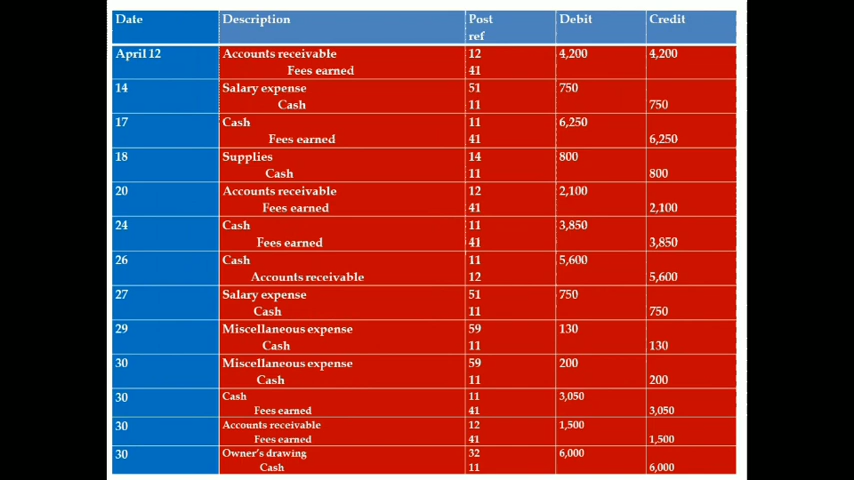 Date Description Post Debit Credit
ref
April 12 Accounts receivable 12 4,200 4,200
Fees earned 41
14 Salary expense 51 750
Cash 11 750
17 Cash 11 6,250
Fees earned 41 6,250
18 Supplies 14 800
Cash 11 800
20 Accounts receivable 12 2,100
Fees earned 41 2,100
24 Cash 11 3,850
Fees earned 41 3,850
26 Cash 11 5,600
Accounts receivable 12 5,600
27 Salary expense 51 750
Cash 11 750
29 Miscellaneous expense 59 130
Cash 11 130
30 Miscellaneous expense 59 200
Cash 11 200
30 Cash 11 3,050
Fees earned 41 3,050
30 Accounts receivable 12 1,500
Fees earned 41 1,500
30 Owner's drawing 32 6,000
Cash 11 6,000